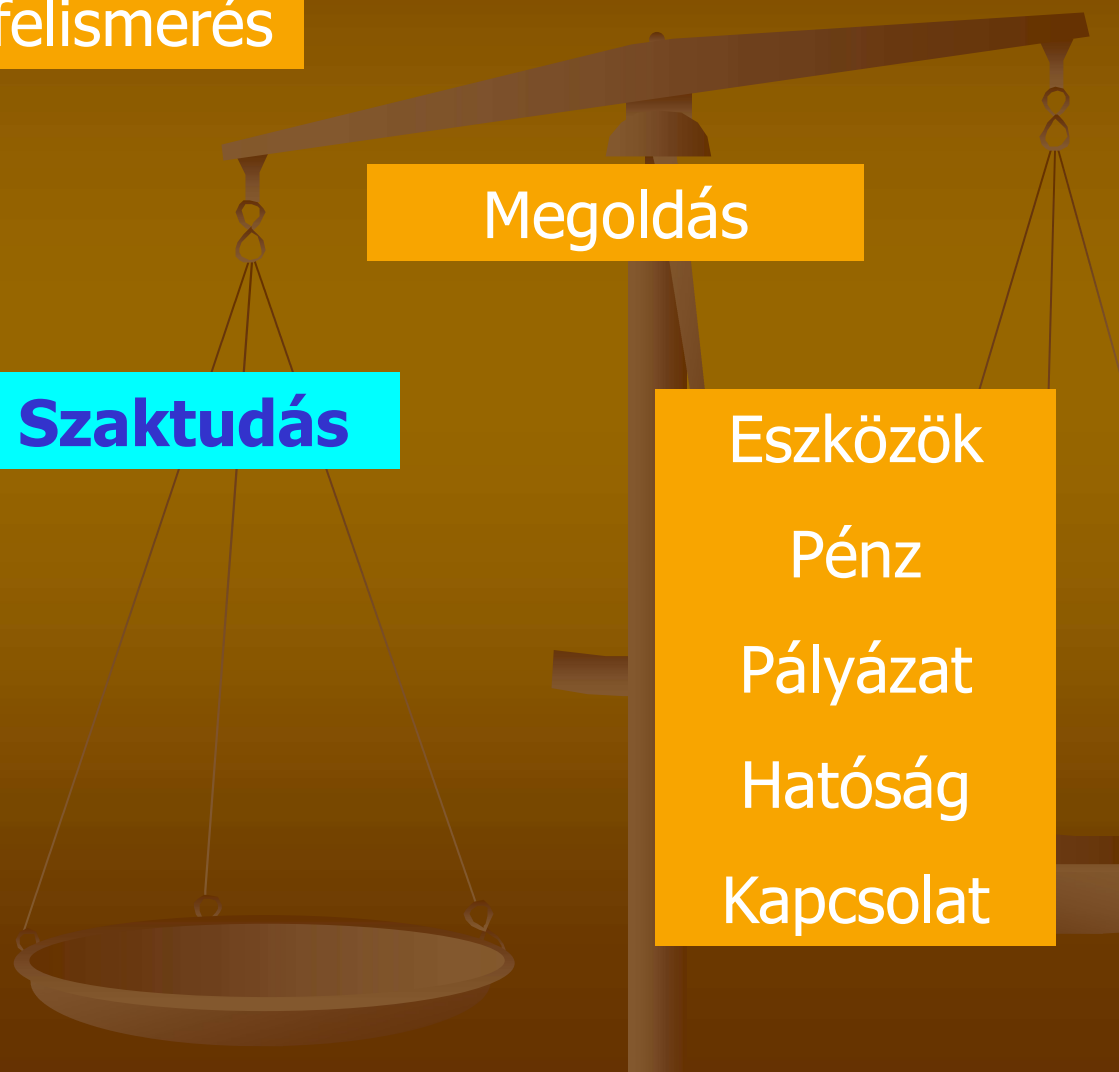 felismerés
Megoldás
Szaktudás
Eszközök
Pénz
Pályázat
Hatóság
Kapcsolat